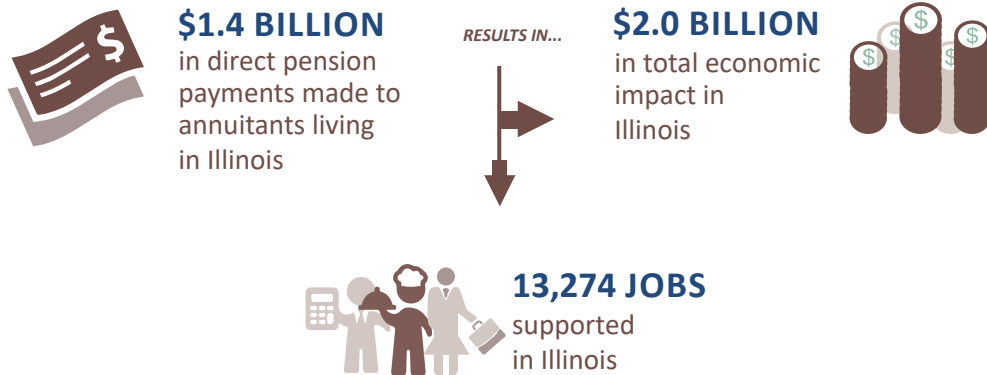 $1.4 BILLION
in direct pension
payments made to
annuitants living
in Illinois
RESULTS IN...
$2.0 BILLION
in total economic
impact in
Illinois
$
$
$
$
$
$
13,274 JOBS
supported
in Illinois